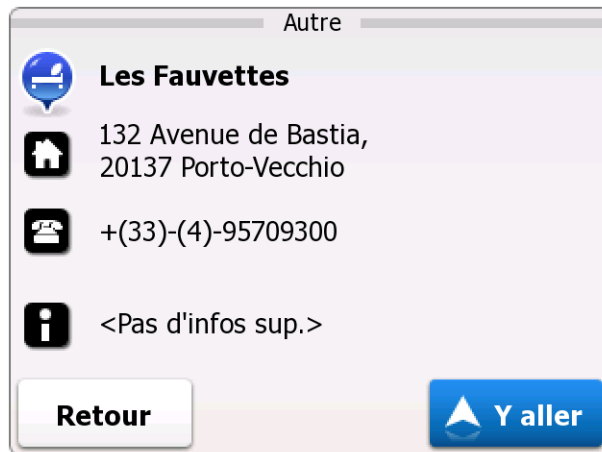 Autre
Les Fauvettes
132 Avenue de Bastia,
20137 Porto-Vecchio
+(33)-(4)-95709300
<Pas d'infos sup.>
Retour
Y aller